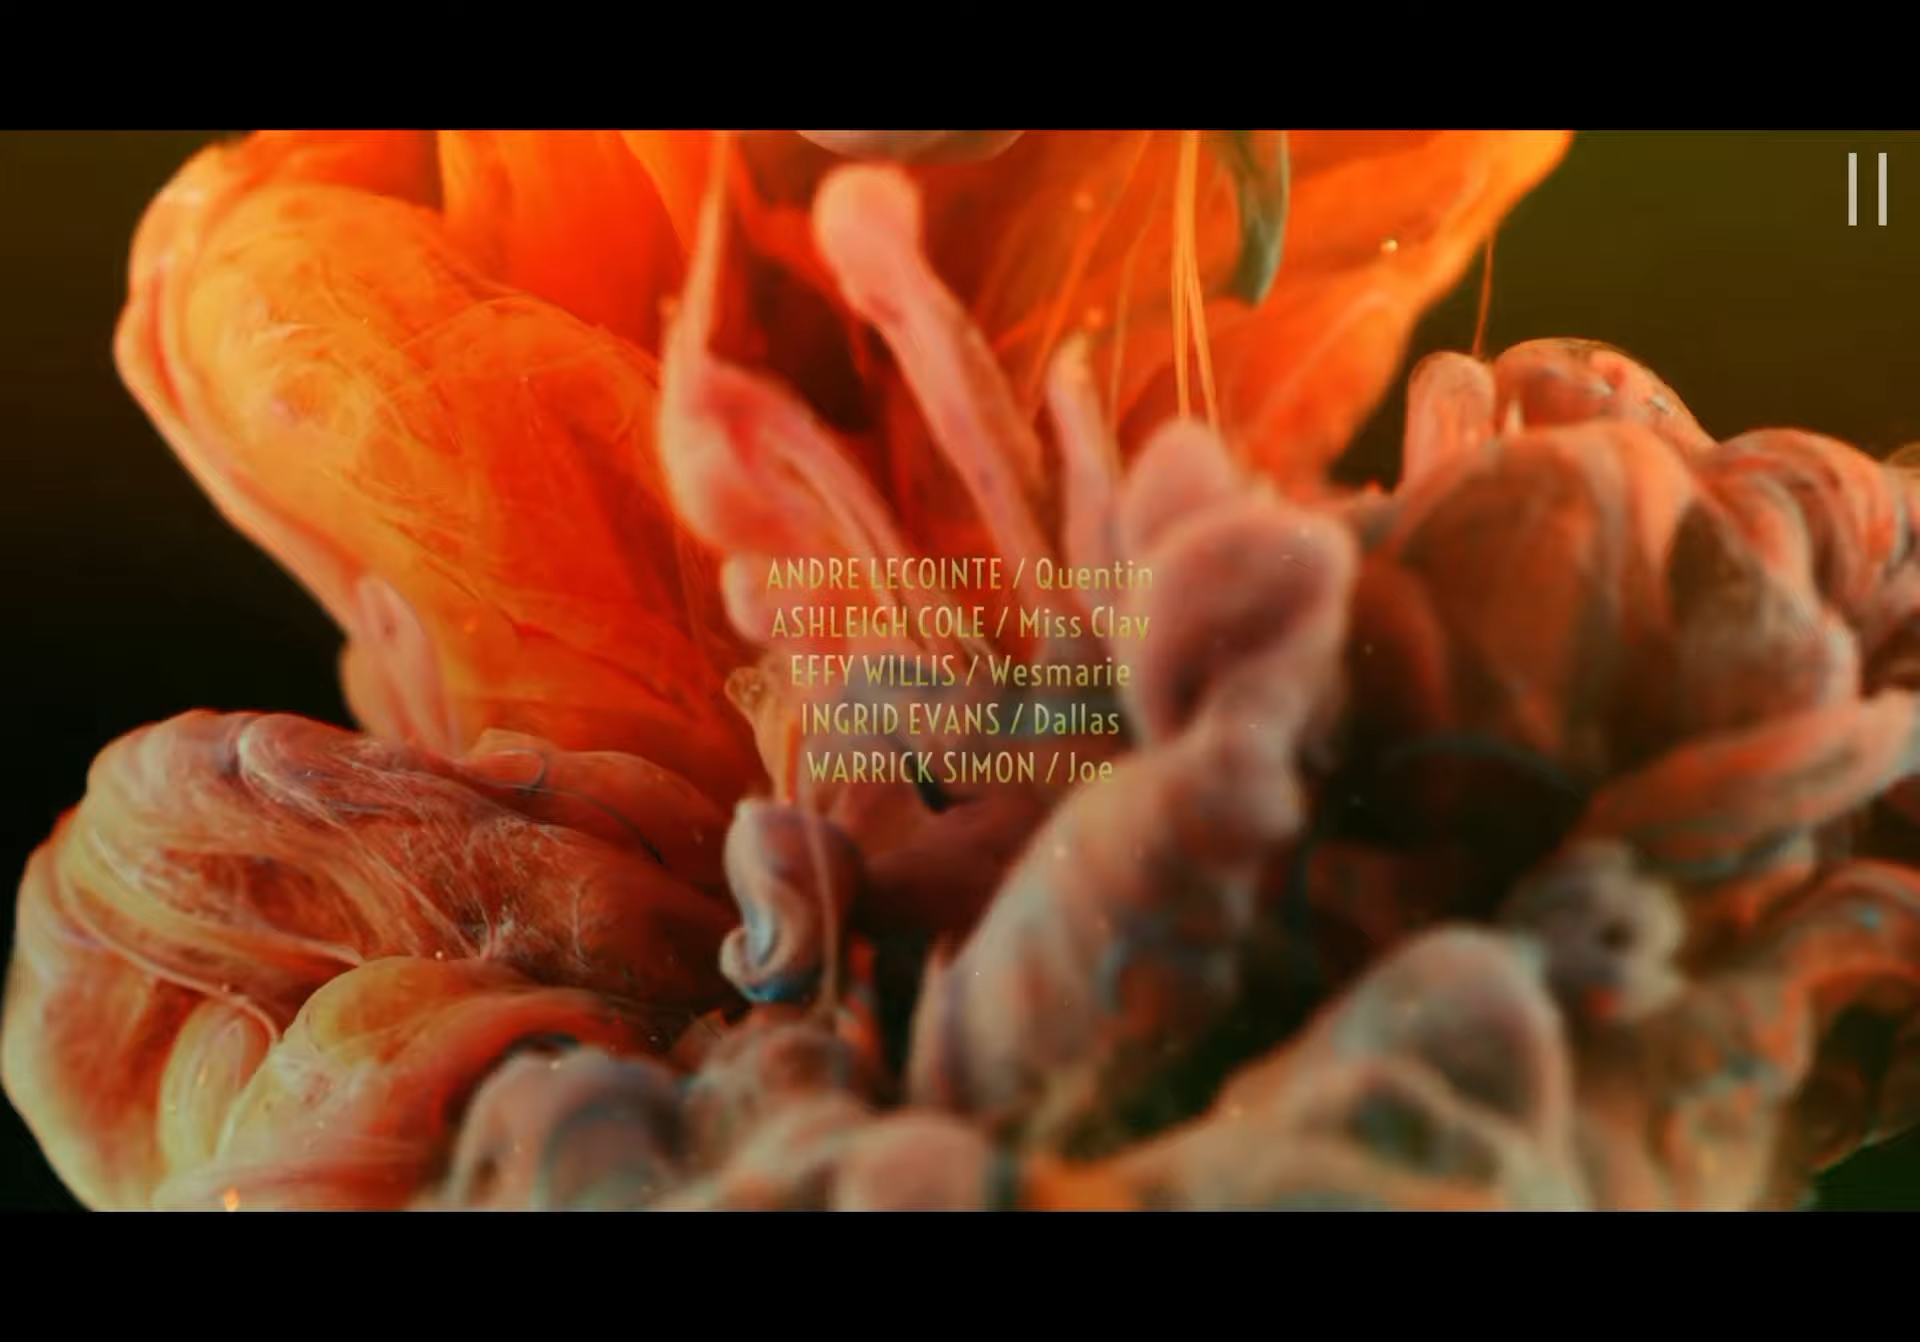 ANDRE LECOINTE / Quentin
ASHLEIGH COLE / Miss Clay
EFFY WILLIS / Wesmarie
INGRID EVANS / Dallas
WARRICK SIMON / Joe